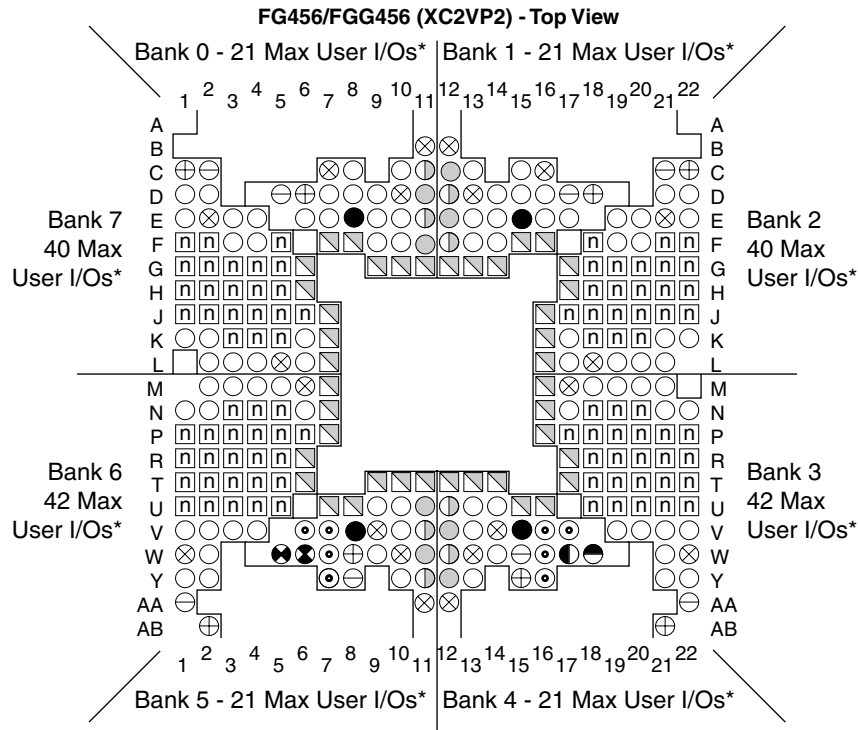 FG456/FGG456 (XC2VP2) - Top View
Bank 0 - 21 Max User I/Os*
Bank 1 - 21 Max User I/Os*
1 2 3 4 5 6 7 8 9 10 11 12 13 14 15 16 17 18 19 20 21 22
A A
B B
C C
D D
E E
Bank 7
40 Max
User I/Os*
Bank 2
40 Max
User I/Os*
F n n n n n n F
G n n n n n n n n n n G
H n n n n n n n n n n H
J n n n n n n n n n n n n J
K n n n n n n K
L L
M M
N n n n n n n N
P n n n n n n n n n n n n P
R n n n n n n n n n n R
T n n n n n n n n n n T
U n n n n n n n n n n U
Bank 6
42 Max
User I/Os*
Bank 3
42 Max
User I/Os*
V V
W W
Y Y
AA AA
AB AB
1 2 3 4 5 6 7 8 9 10 11 12 13 14 15 16 17 18 19 20 21 22
Bank 5 - 21 Max User I/Os*
Bank 4 - 21 Max User I/Os*